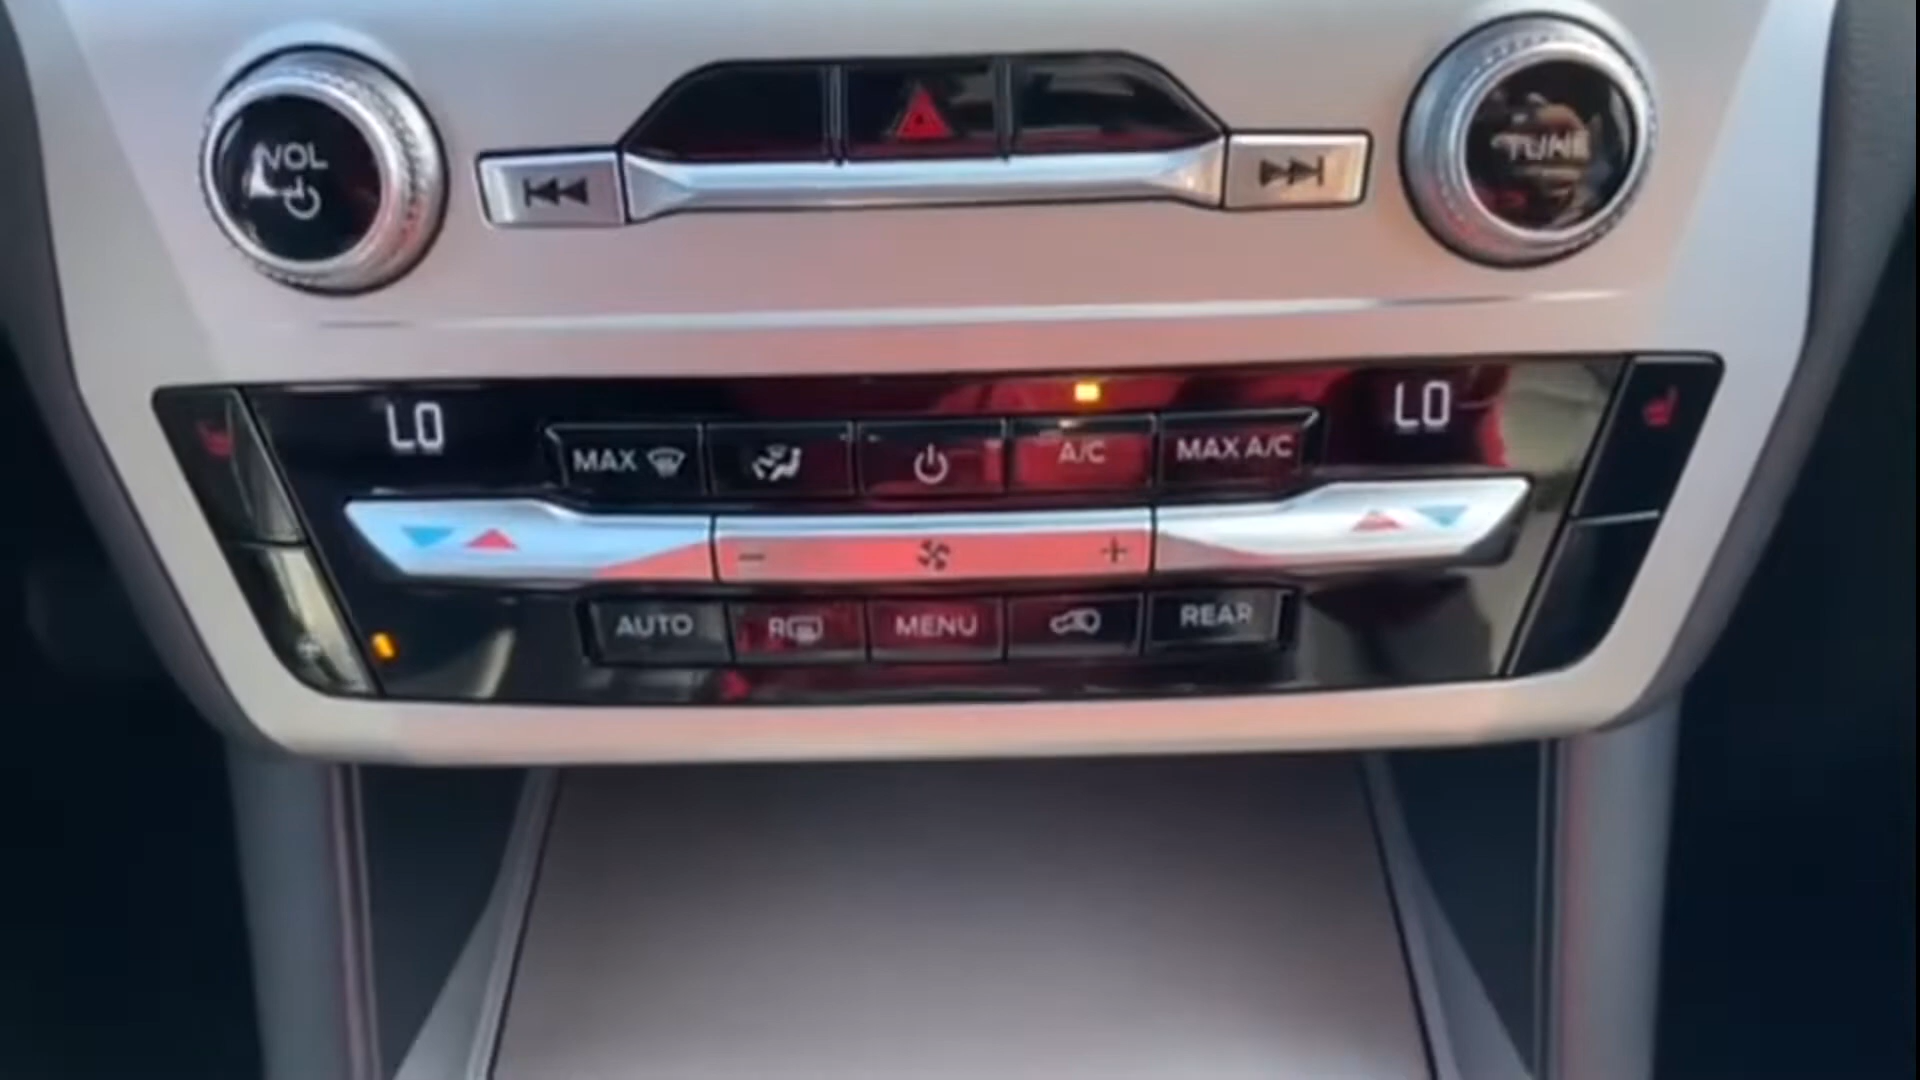 VOL
TUNE
LO
LO
MAX
A/C
MAX A/C
- +
AUTO
R
MENU
REAR